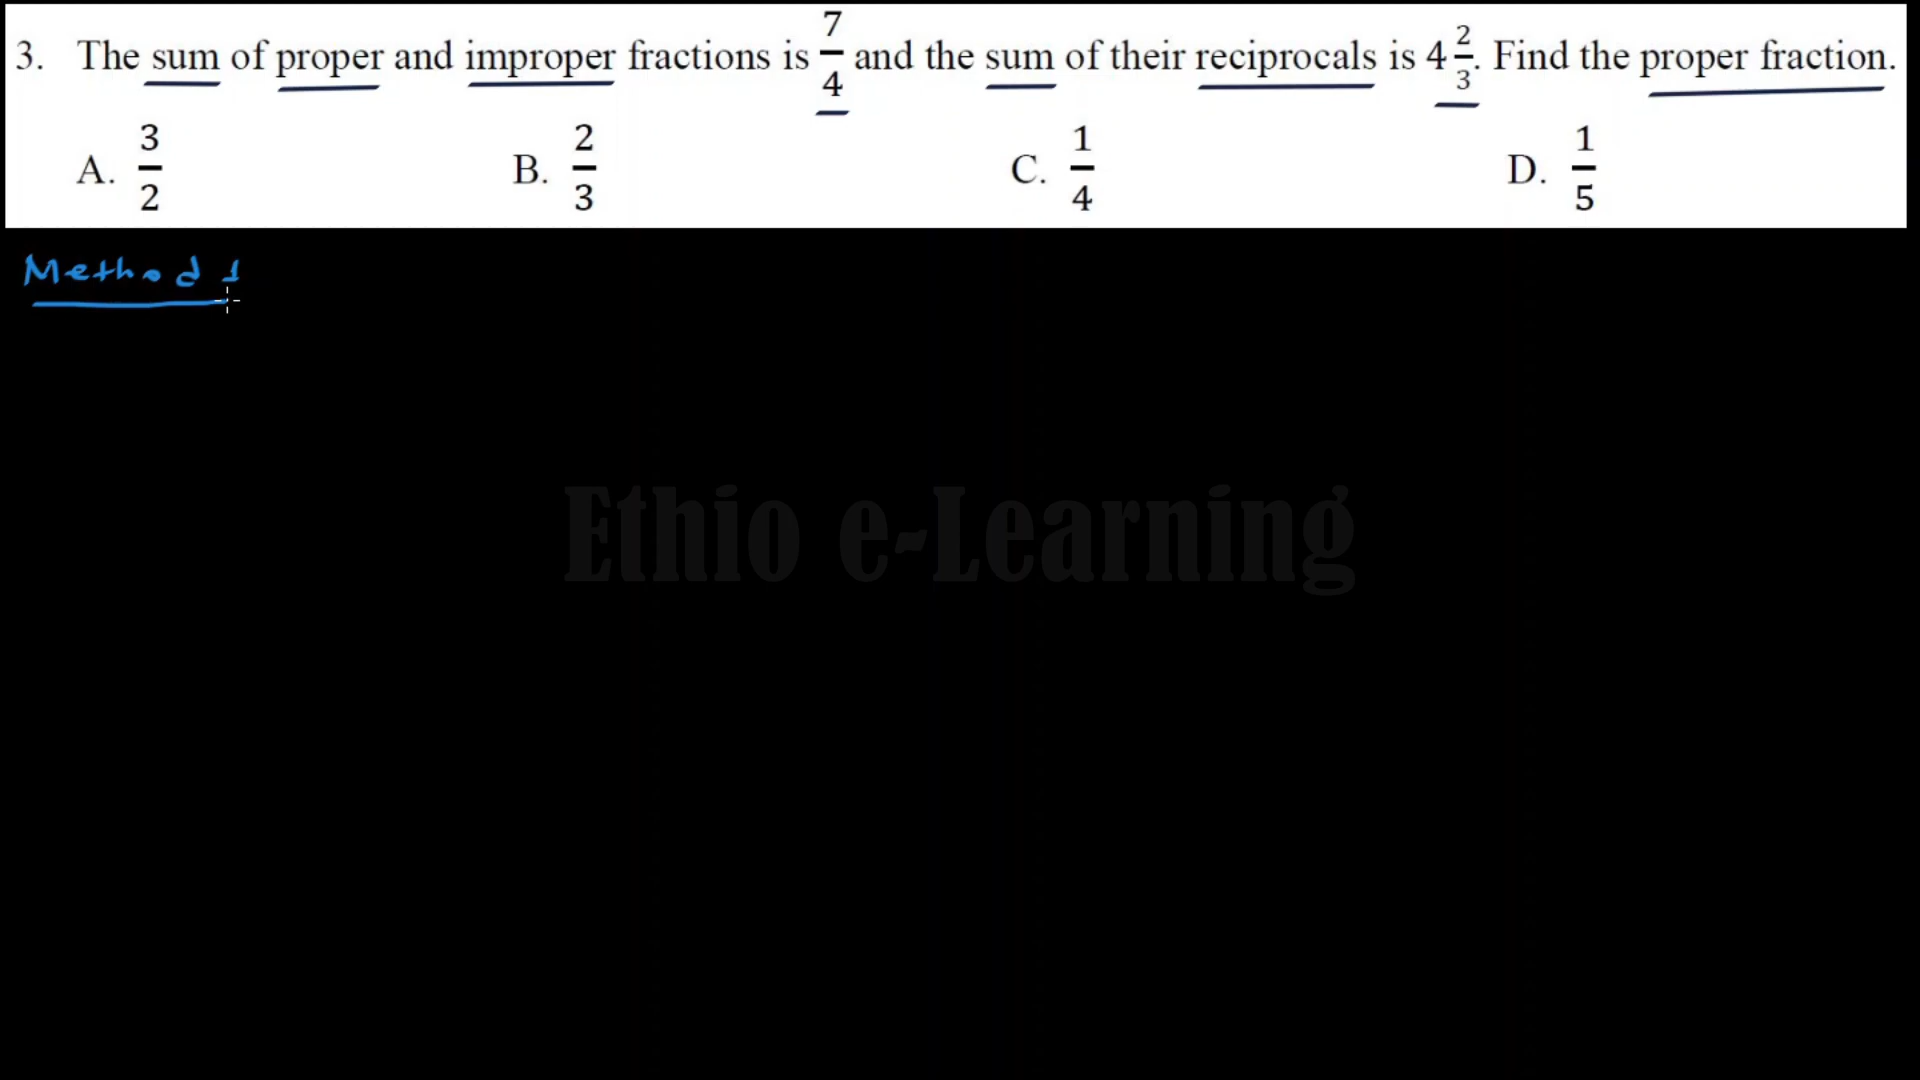 3. The sum of proper and improper fractions is 7/4 and the sum of their reciprocals is 4 2/3. Find the proper fraction.
A. 3/2 B. 2/3 C. 1/4 D. 1/5
Method 1
Ethio e-Learning